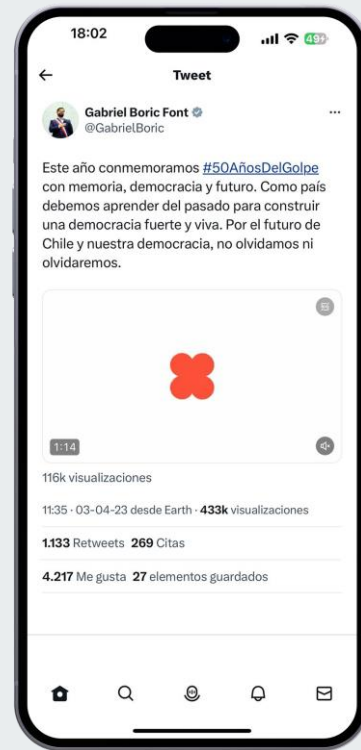 18:02
49+
Tweet
Gabriel Boric Font
@GabrielBoric
Este año conmemoramos #50AñosDelGolpe
con memoria, democracia y futuro. Como país
debemos aprender del pasado para construir
una democracia fuerte y viva. Por el futuro de
Chile y nuestra democracia, no olvidamos ni
olvidaremos.
1:14
116k visualizaciones
11:35 · 03-04-23 desde Earth · 433k visualizaciones
1.133 Retweets 269 Citas
4.217 Me gusta 27 elementos guardados